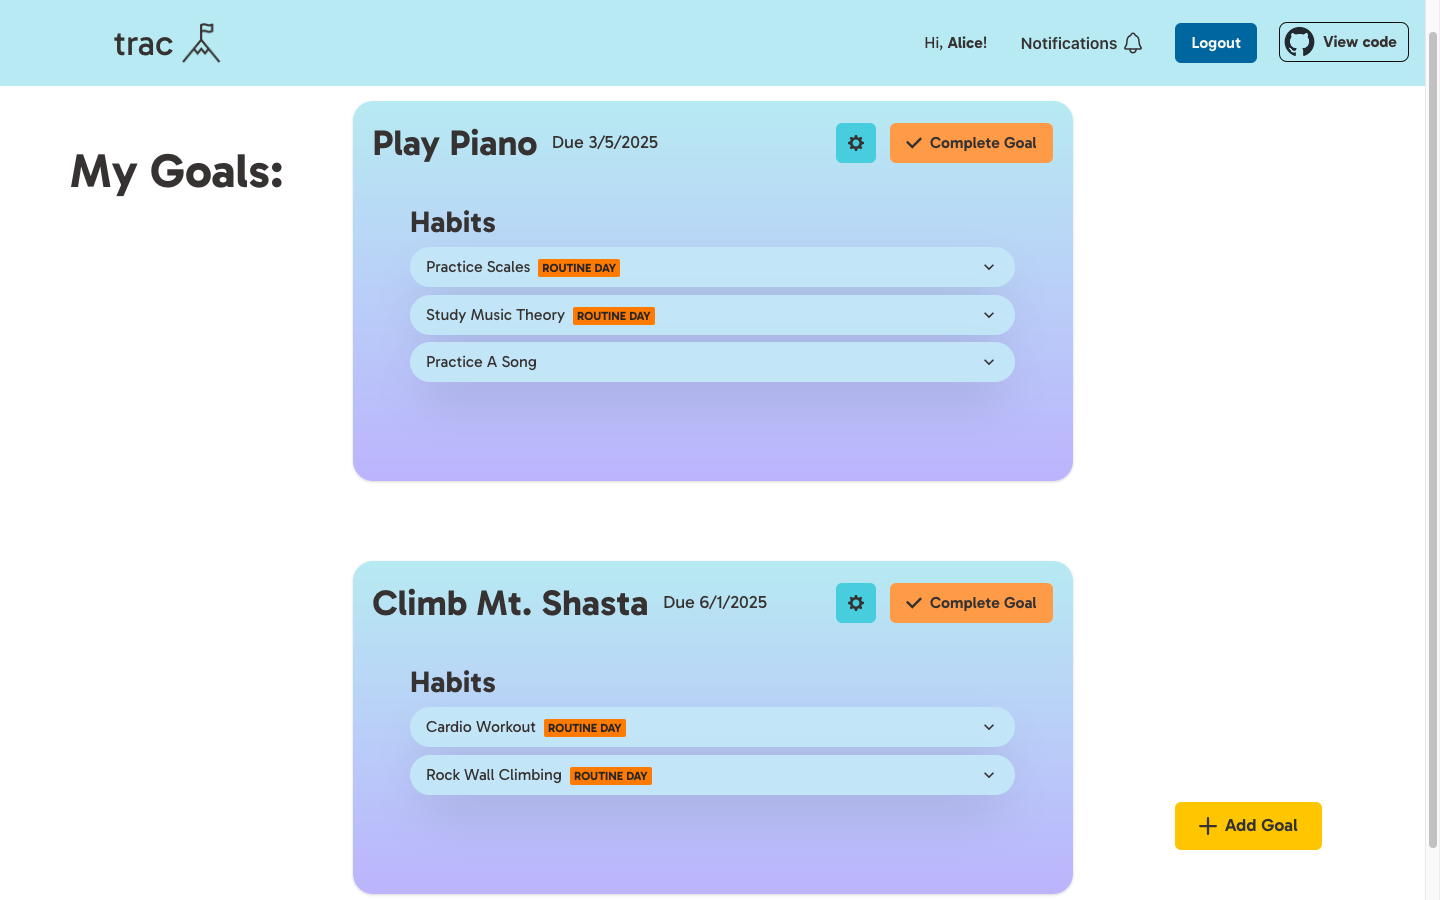 trac
Hi, Alice!
Notifications
Logout
View code
My Goals:
Play Piano Due 3/5/2025
Complete Goal
Habits
Practice Scales ROUTINE DAY
Study Music Theory ROUTINE DAY
Practice A Song
Climb Mt. Shasta Due 6/1/2025
Complete Goal
Habits
Cardio Workout ROUTINE DAY
Rock Wall Climbing ROUTINE DAY
Add Goal